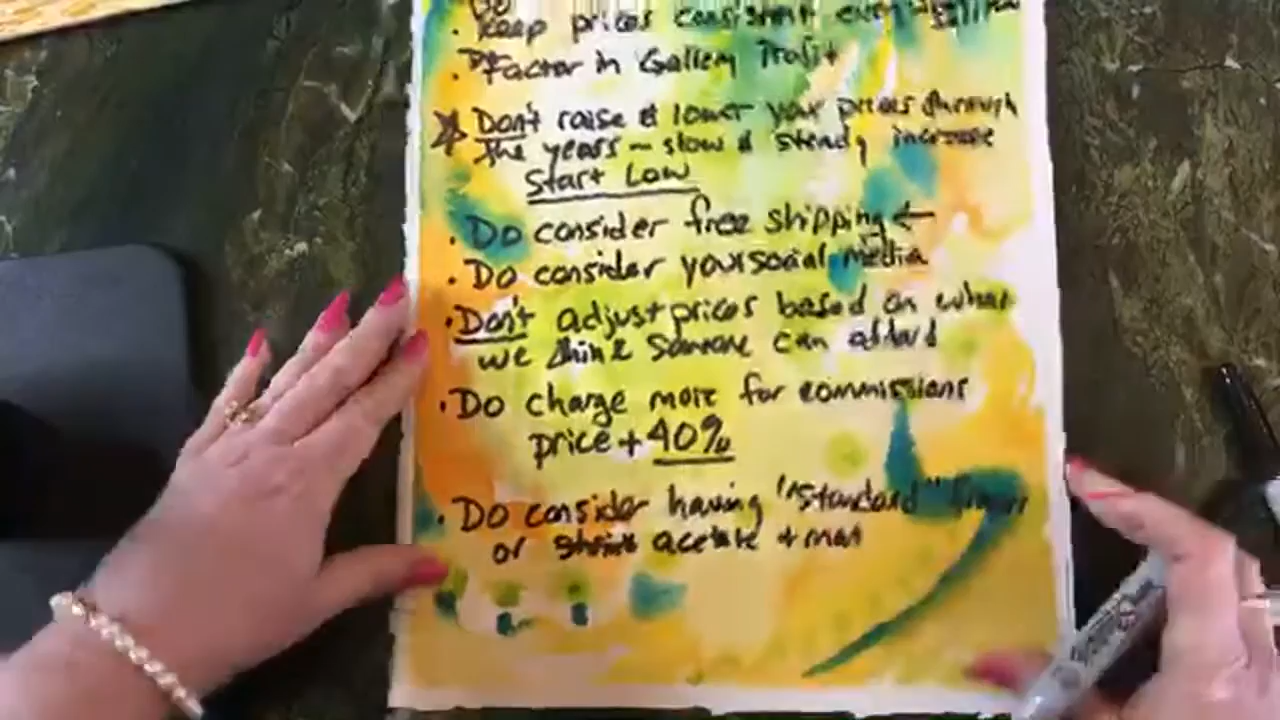 Do
. Keep prices consistent
. Do Factor in Gallery Profit
Don't raise & lower your prices through
the years - slow & steady increase
Start Low
. Do consider free shipping ←
. Do consider your social media
. Don't adjust prices based on what
we think someone can afford
. Do charge more for commissions
price + 40%
. Do consider having "standard"
or acetate + mat